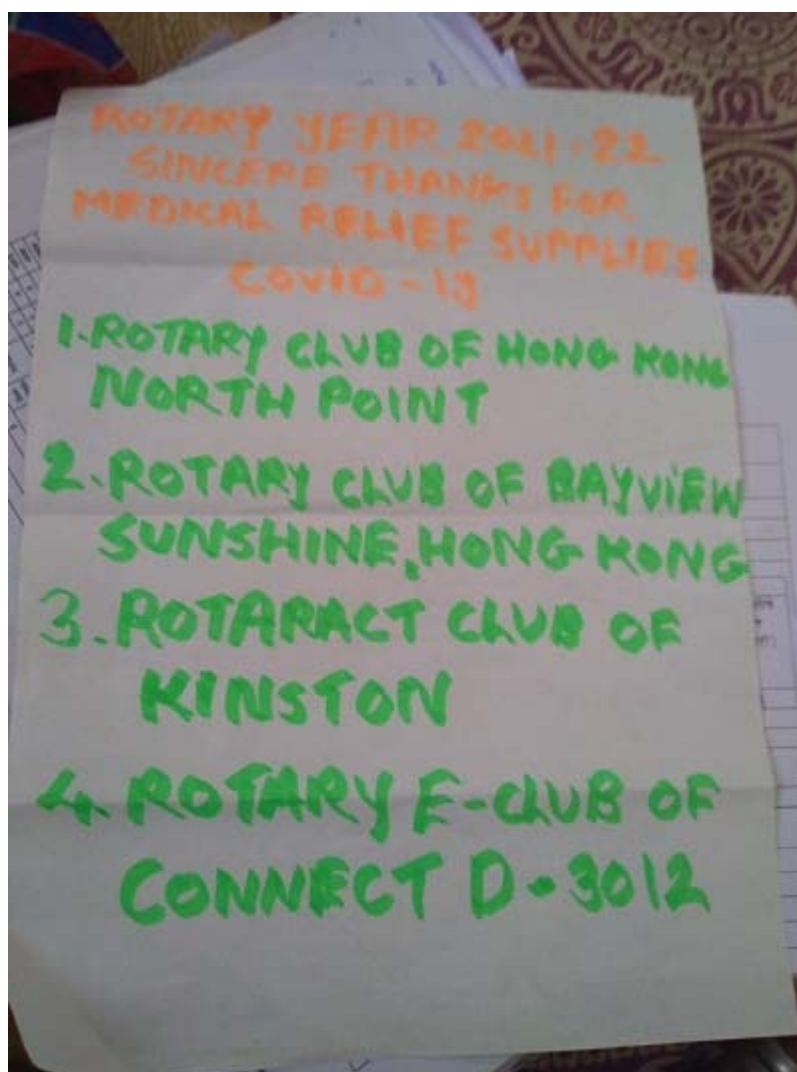 ROTARY YEAR 2021-22
SINCERE THANKS FOR
MEDICAL RELIEF SUPPLIES
COVID-19
1.ROTARY CLUB OF HONG KONG
NORTH POINT
2.ROTARY CLUB OF BAYVIEW
SUNSHINE, HONG KONG
3.ROTARACT CLUB OF
KINSTON
4.ROTARY E-CLUB OF
CONNECT D-3012